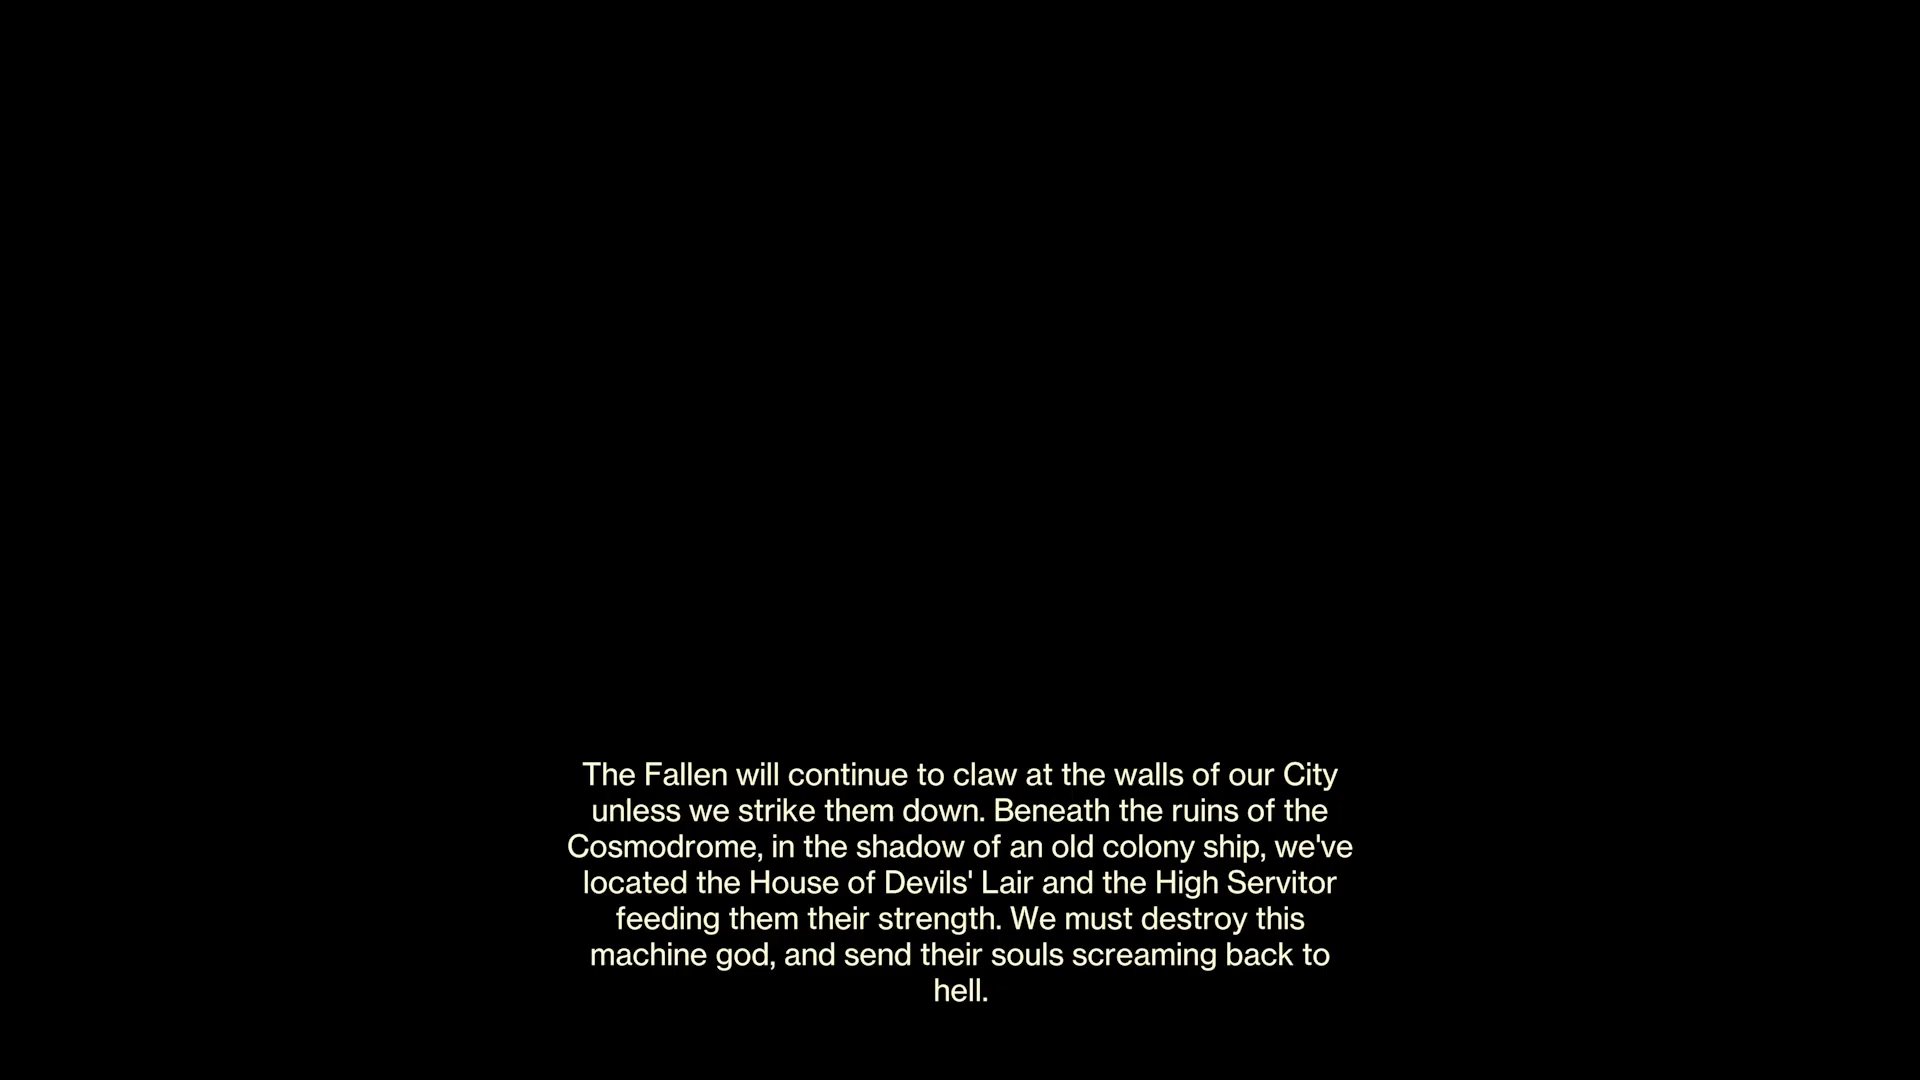 The Fallen will continue to claw at the walls of our City
unless we strike them down. Beneath the ruins of the
Cosmodrome, in the shadow of an old colony ship, we've
located the House of Devils' Lair and the High Servitor
feeding them their strength. We must destroy this
machine god, and send their souls screaming back to
hell.